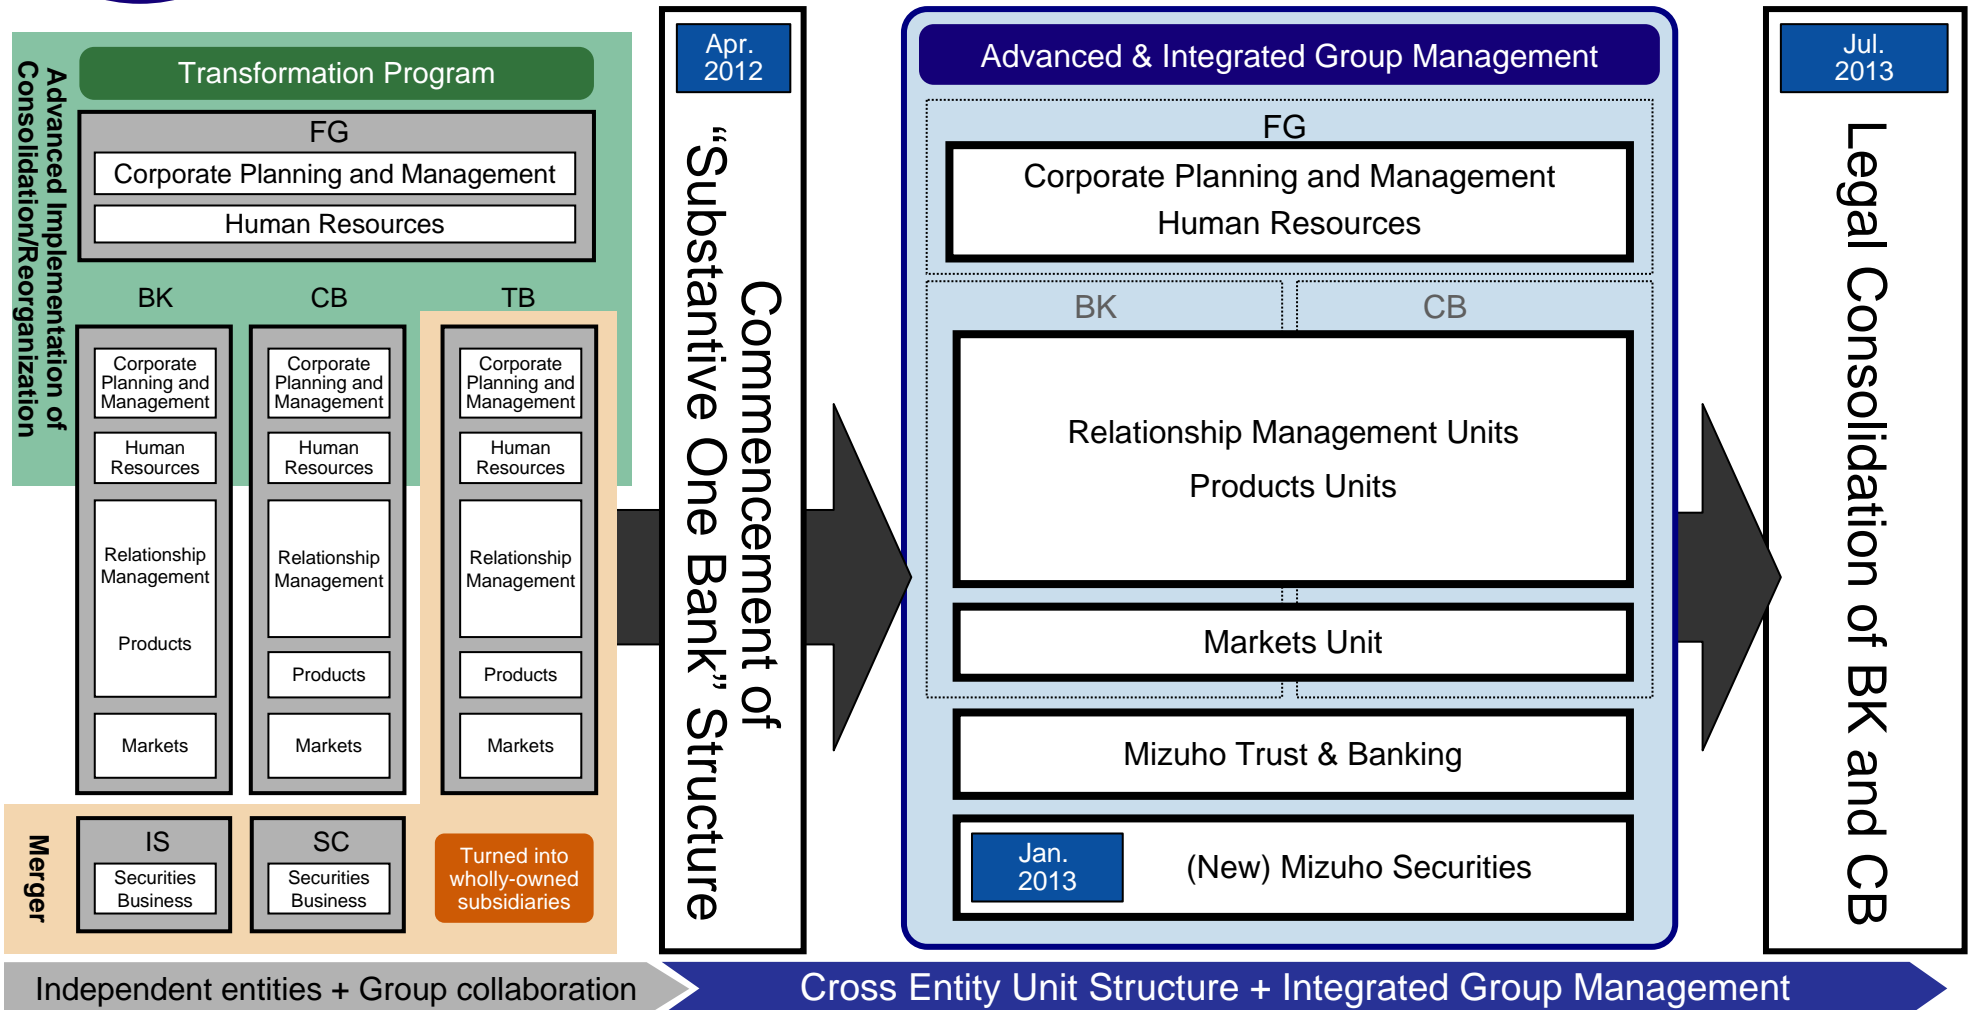 Advanced Implementation of
Consolidation/Reorganization
Transformation Program
FG
Corporate Planning and Management
Human Resources
BK
Corporate
Planning and
Management
Human
Resources
Relationship
Management
Products
Markets
CB
Corporate
Planning and
Management
Human
Resources
Relationship
Management
Products
Markets
TB
Corporate
Planning and
Management
Human
Resources
Relationship
Management
Products
Markets
Merger
IS
Securities
Business
SC
Securities
Business
Turned into
wholly-owned
subsidiaries
Apr.
2012
Commencement of
“Substantive One Bank” Structure
Advanced & Integrated Group Management
FG
Corporate Planning and Management
Human Resources
BK
CB
Relationship Management Units
Products Units
Markets Unit
Mizuho Trust & Banking
Jan.
2013
(New) Mizuho Securities
Jul.
2013
Legal Consolidation of BK and CB
Independent entities + Group collaboration
Cross Entity Unit Structure + Integrated Group Management